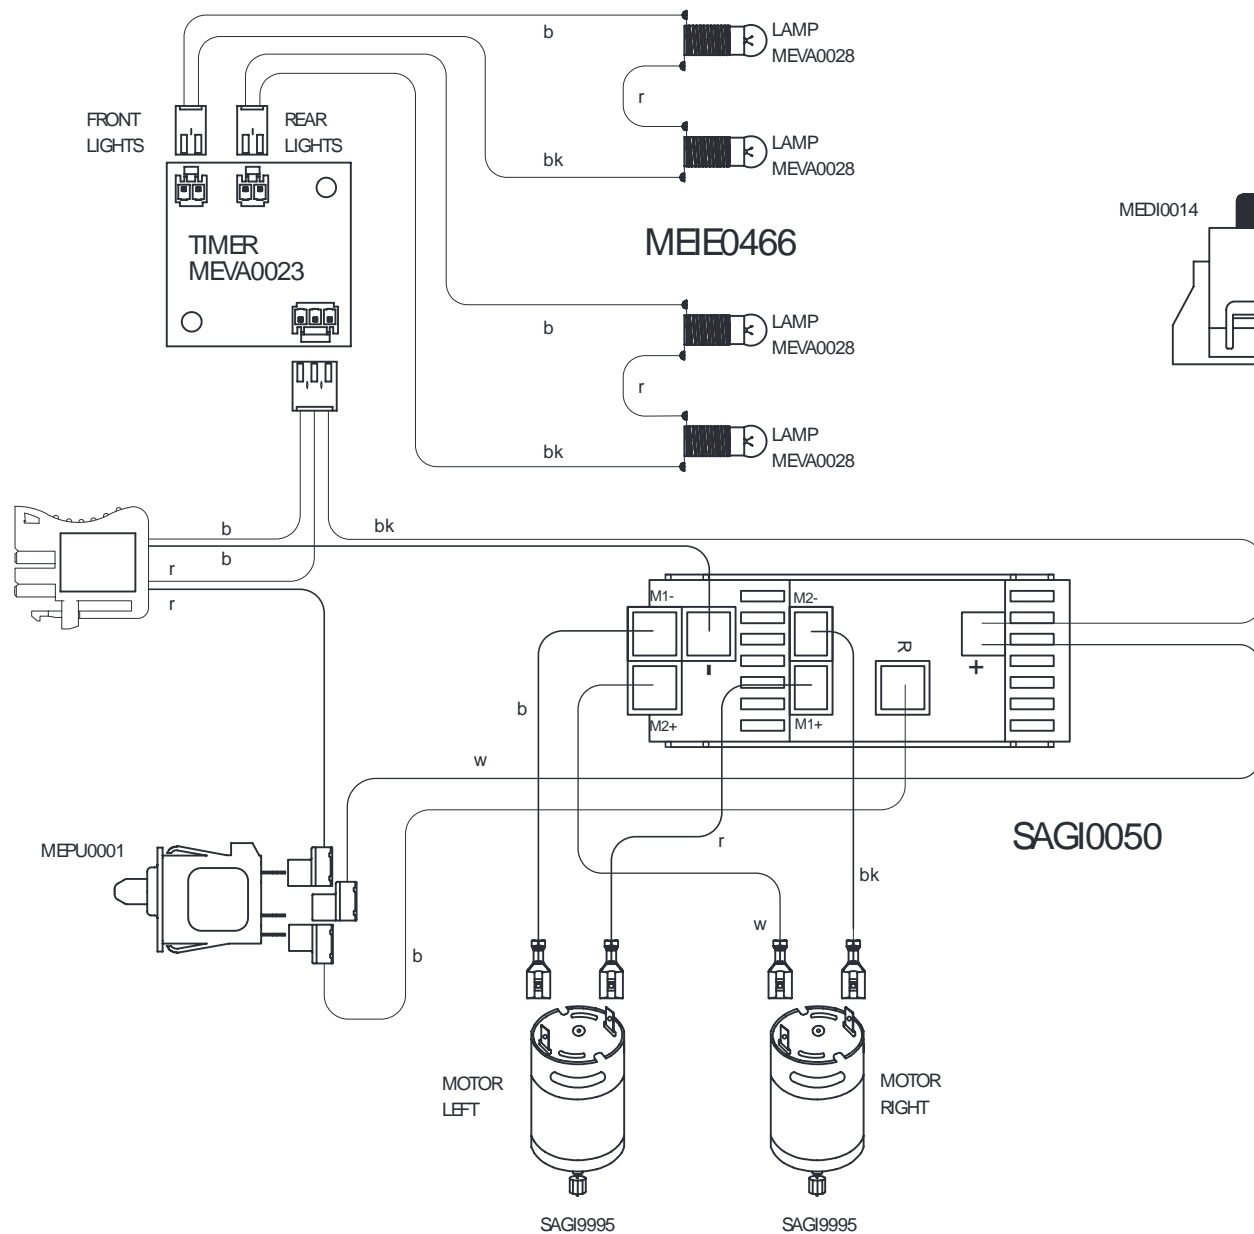 b
LAMP
MEVA0028
r
FRONT
LIGHTS
REAR
LIGHTS
bk
LAMP
MEVA0028
MEIE0466
MEDI0014
TIMER
MEVA0023
b
LAMP
MEVA0028
r
bk
LAMP
MEVA0028
b
bk
b
r
r
M1-
M2-
R
-
+
M2+
M1+
b
w
SAGI0050
MEPU0001
r
bk
w
b
MOTOR
LEFT
MOTOR
RIGHT
SAGI9995
SAGI9995